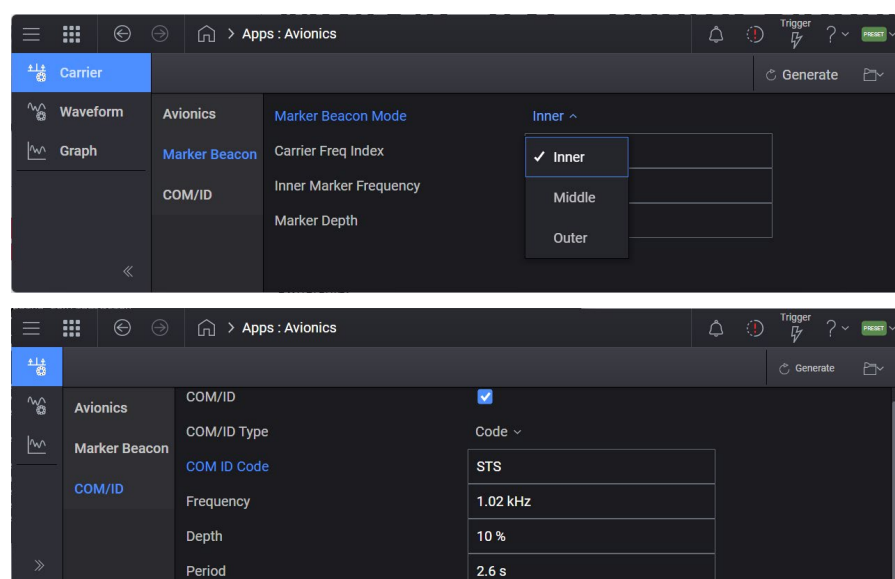 > Apps : Avionics Trigger ? PRESET
Carrier Generate
Waveform Avionics Marker Beacon Mode Inner
Graph Marker Beacon Carrier Freq Index Inner
COM/ID Inner Marker Frequency Middle
Marker Depth Outer
> Apps : Avionics Trigger ? PRESET
Generate
Avionics COM/ID
Marker Beacon COM/ID Type Code
COM/ID COM ID Code STS
Frequency 1.02 kHz
Depth 10 %
Period 2.6 s